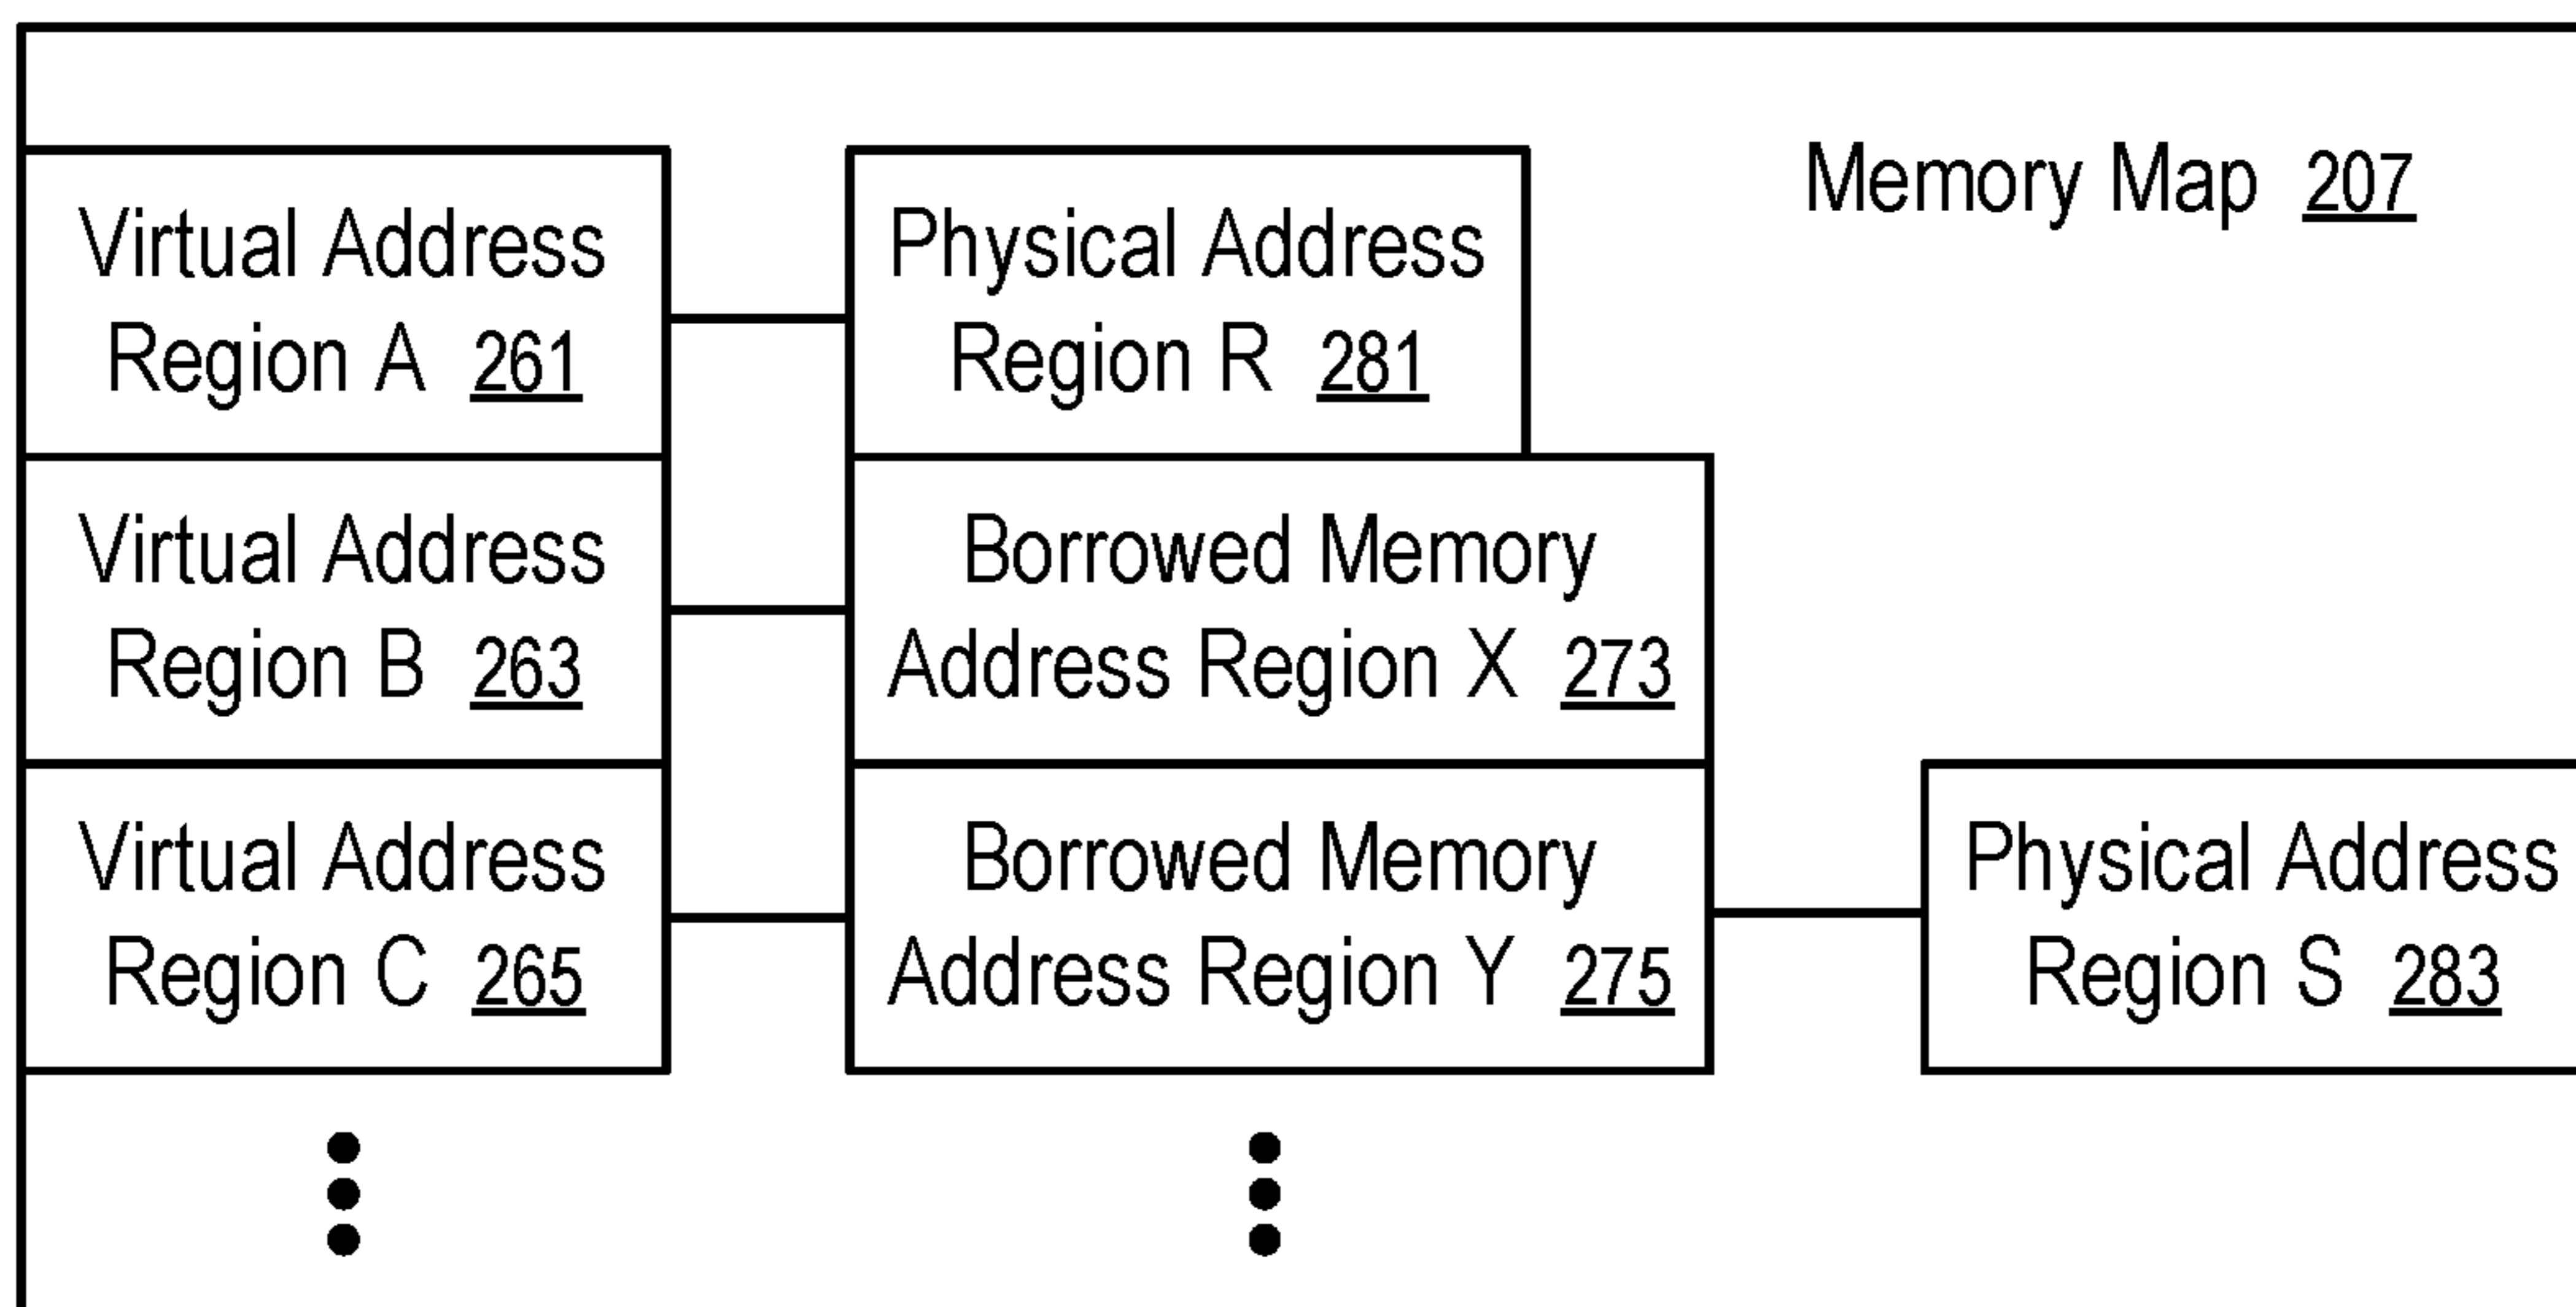 Memory Map 207
Virtual Address
Region A 261
Physical Address
Region R 281
Virtual Address
Region B 263
Borrowed Memory
Address Region X 273
Virtual Address
Region C 265
Borrowed Memory
Address Region Y 275
Physical Address
Region S 283